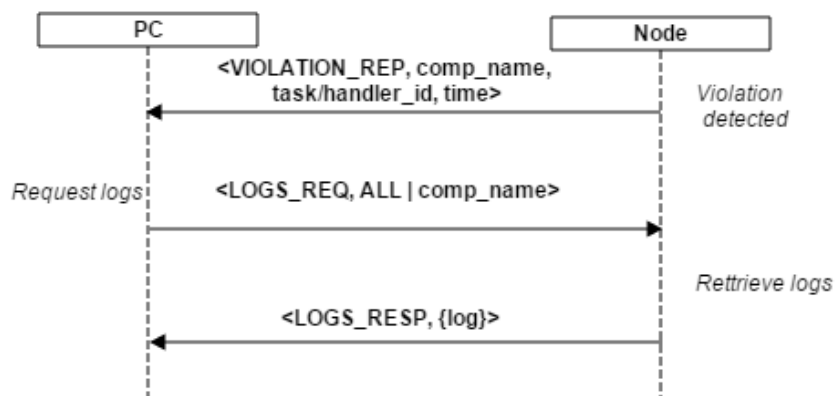 PC
Node
<VIOLATION_REP, comp_name,
task/handler_id, time>
Violation
detected
Request logs
<LOGS_REQ, ALL | comp_name>
Rettrieve logs
<LOGS_RESP, {log}>